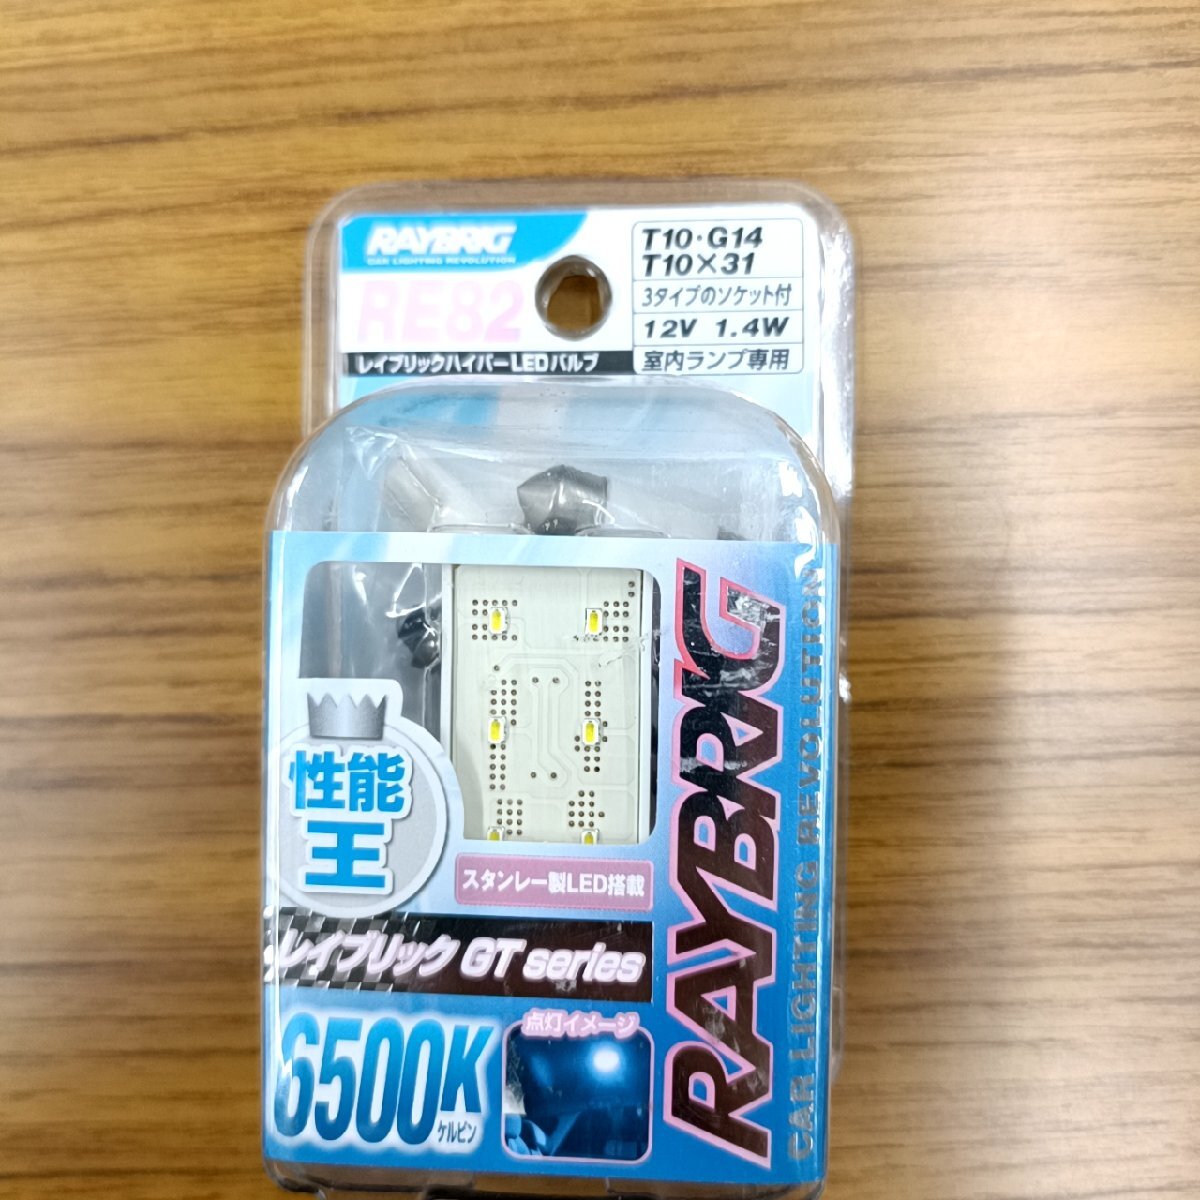 RAYBRIG
CAR LIGHTING REVOLUTION
RE82
レイブリックハイパーLEDバルブ
T10・G14
T10×31
3タイプのソケット付
12V 1.4W
室内ランプ専用
性能
王
スタンレー製LED搭載
レイブリック GT series
6500K
ケルビン
点灯イメージ
RAYBRIG
CAR LIGHTING REVOLUTION